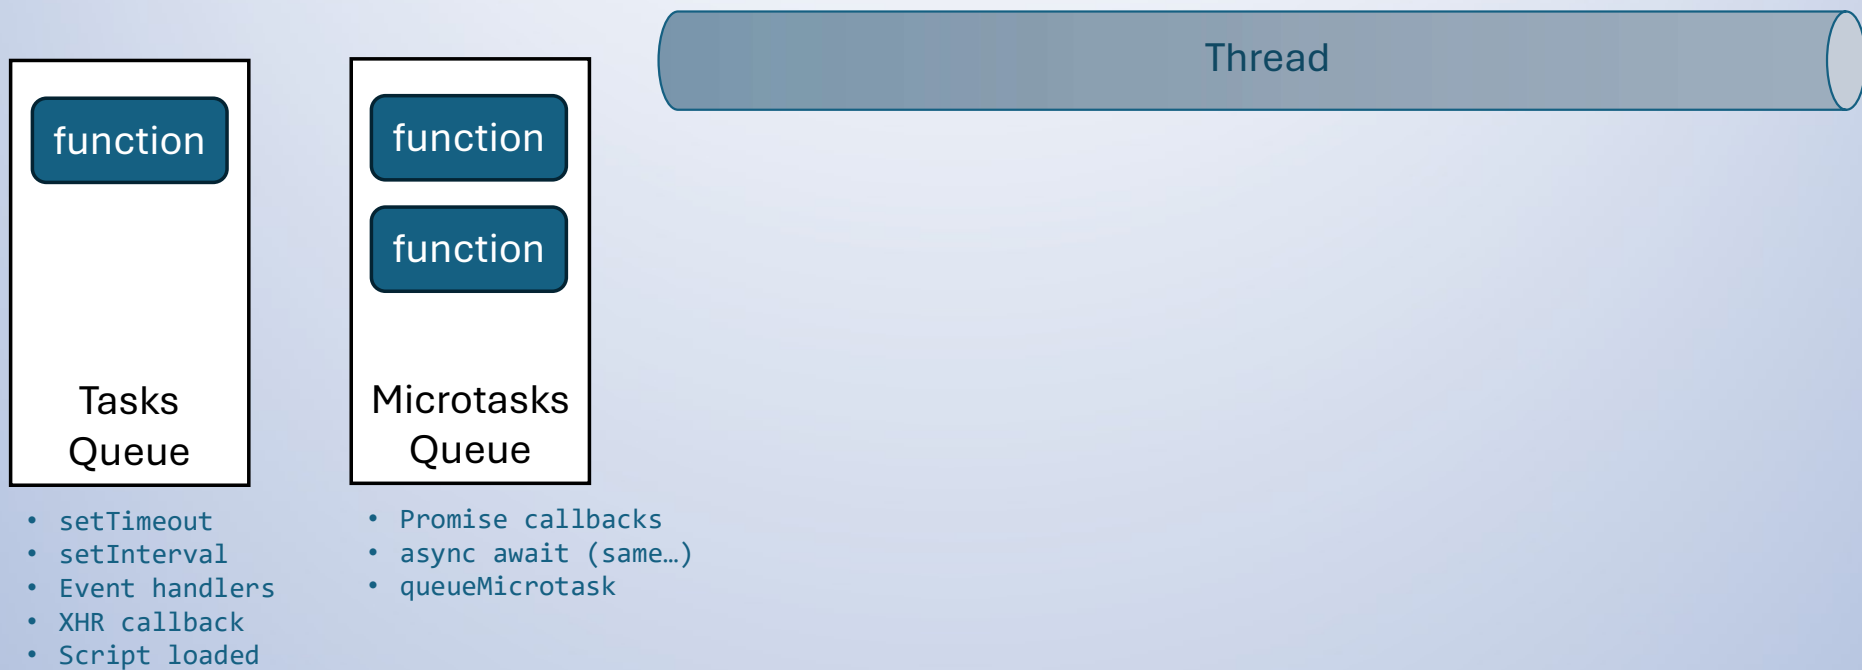 Thread
function
Tasks
Queue
• setTimeout
• setInterval
• Event handlers
• XHR callback
• Script loaded
function
function
Microtasks
Queue
• Promise callbacks
• async await (same…)
• queueMicrotask